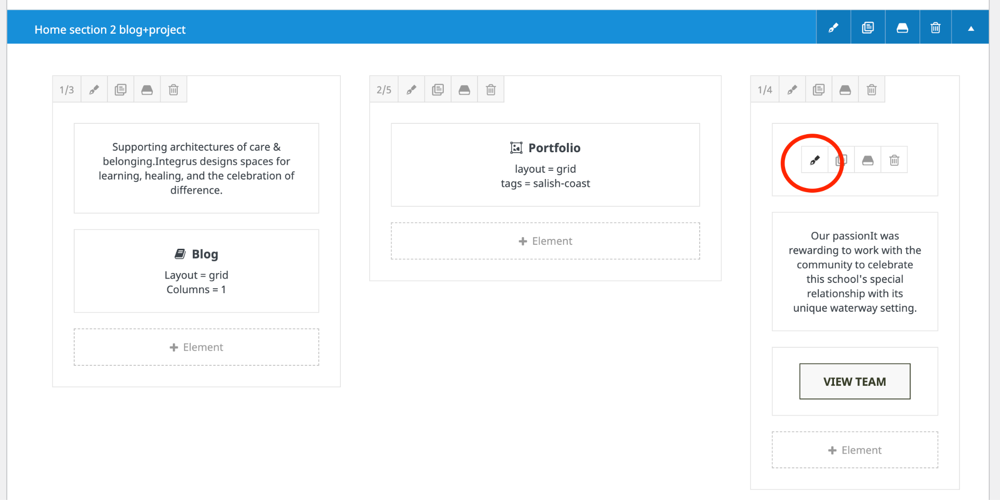 Home section 2 blog+project
1/3
Supporting architectures of care &
belonging.Integrus designs spaces for
learning, healing, and the celebration of
difference.
Blog
Layout = grid
Columns = 1
+ Element
2/5
Portfolio
layout = grid
tags = salish-coast
+ Element
1/4
Our passionIt was
rewarding to work with the
community to celebrate
this school's special
relationship with its
unique waterway setting.
VIEW TEAM
+ Element